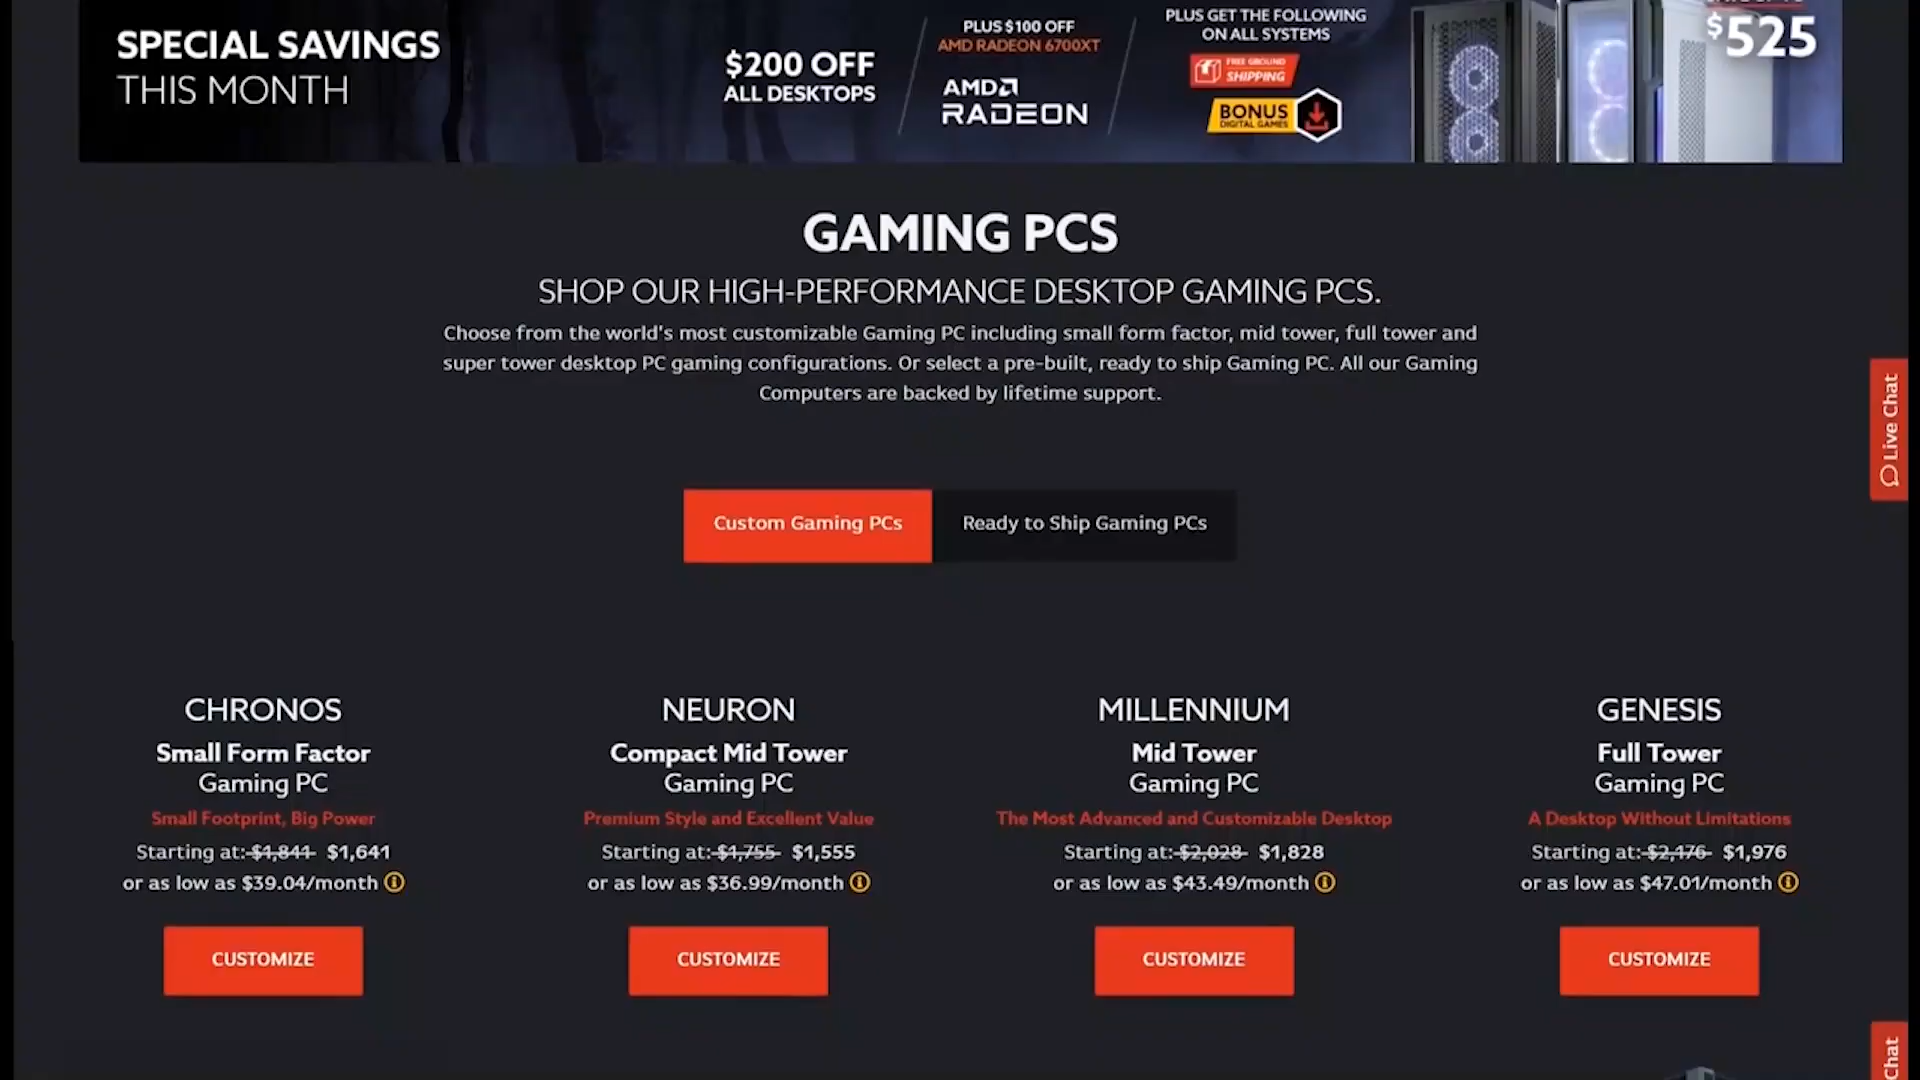 SPECIAL SAVINGS
THIS MONTH
$200 OFF
ALL DESKTOPS
PLUS $100 OFF
AMD RADEON 6700XT
AMD
RADEON
PLUS GET THE FOLLOWING
ON ALL SYSTEMS
FREE GROUND
SHIPPING
BONUS
DIGITAL GAMES
$525
GAMING PCS
SHOP OUR HIGH-PERFORMANCE DESKTOP GAMING PCS.
Choose from the world's most customizable Gaming PC including small form factor, mid tower, full tower and
super tower desktop PC gaming configurations. Or select a pre-built, ready to ship Gaming PC. All our Gaming
Computers are backed by lifetime support.
Live Chat
Custom Gaming PCs
Ready to Ship Gaming PCs
CHRONOS
Small Form Factor
Gaming PC
Small Footprint, Big Power
Starting at: $1,841 $1,641
or as low as $39.04/month
CUSTOMIZE
NEURON
Compact Mid Tower
Gaming PC
Premium Style and Excellent Value
Starting at: $1,755 $1,555
or as low as $36.99/month
CUSTOMIZE
MILLENNIUM
Mid Tower
Gaming PC
The Most Advanced and Customizable Desktop
Starting at: $2,028 $1,828
or as low as $43.49/month
CUSTOMIZE
GENESIS
Full Tower
Gaming PC
A Desktop Without Limitations
Starting at: $2,176 $1,976
or as low as $47.01/month
CUSTOMIZE
Chat